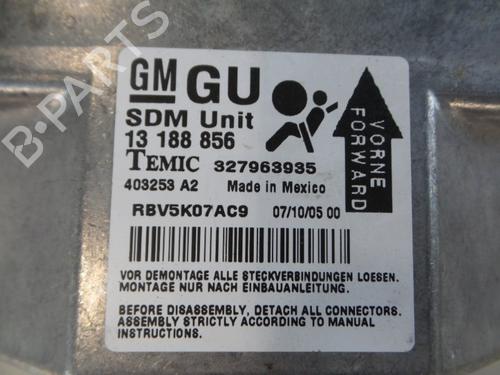 GM GU
SDM Unit
13 188 856
TEMIC 327963935
403253 A2 Made in Mexico
VORNE
FORWARD
RBV5K07AC9 07/10/05 00
VOR DEMONTAGE ALLE STECKVERBINDUNGEN LOESEN.
MONTAGE NUR NACH EINBAUANLEITUNG.
BEFORE DISASSEMBLY, DETACH ALL CONNECTORS.
ASSEMBLY STRICTLY ACCORDING TO MANUAL
INSTRUCTIONS.
B-PARTS